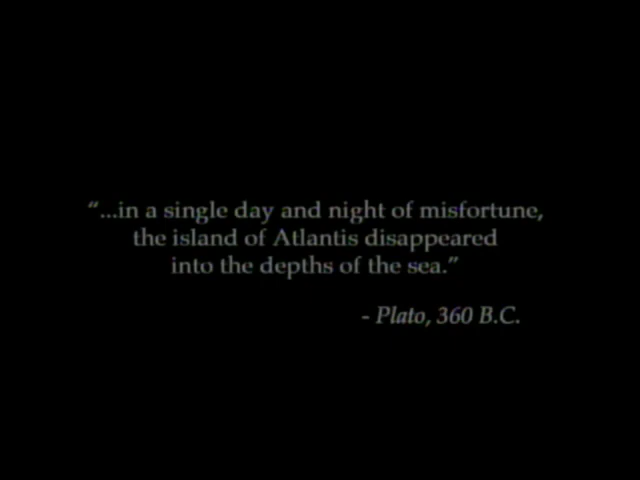 “...in a single day and night of misfortune,
the island of Atlantis disappeared
into the depths of the sea.”
- Plato, 360 B.C.